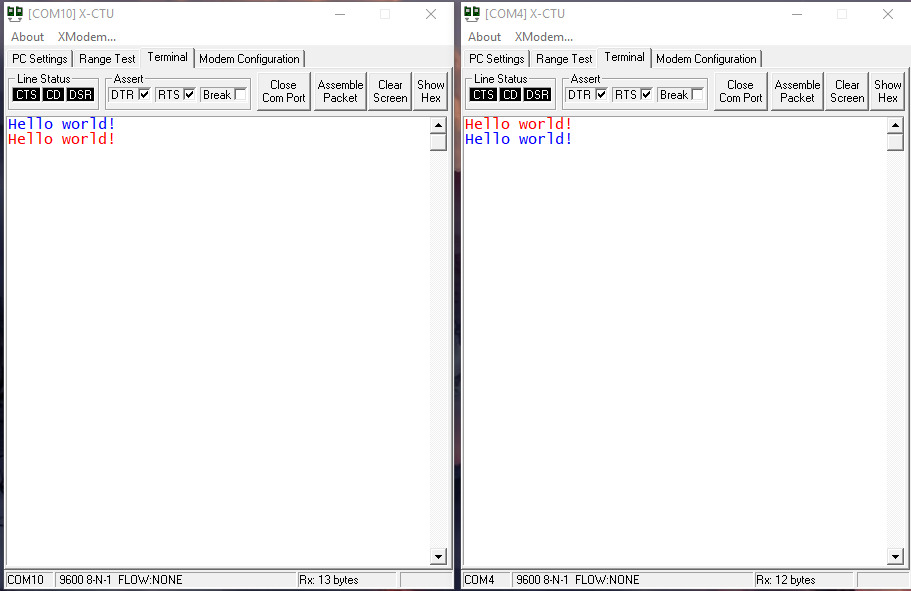 [COM10] X-CTU
About XModem...
PC Settings Range Test Terminal Modem Configuration
Line Status Assert
CTS CD DSR DTR RTS Break
Close Com Port
Assemble Packet
Clear Screen
Show Hex
Hello world!
Hello world!
COM10 9600 8-N-1 FLOW:NONE Rx: 13 bytes
[COM4] X-CTU
About XModem...
PC Settings Range Test Terminal Modem Configuration
Line Status Assert
CTS CD DSR DTR RTS Break
Close Com Port
Assemble Packet
Clear Screen
Show Hex
Hello world!
Hello world!
COM4 9600 8-N-1 FLOW:NONE Rx: 12 bytes